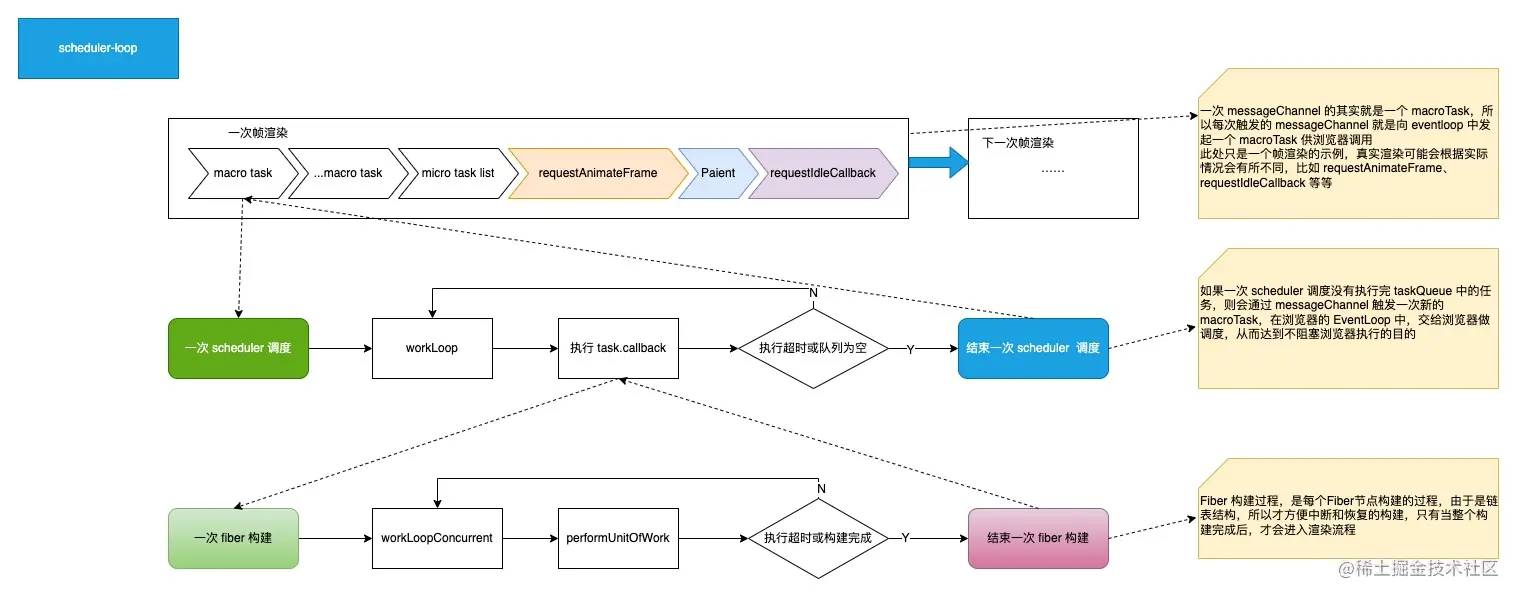 scheduler-loop
一次帧渲染
macro task
...macro task
micro task list
requestAnimateFrame
Paient
requestIdleCallback
下一次帧渲染
......
一次 messageChannel 的其实就是一个 macroTask，所
以每次触发的 messageChannel 就是向 eventloop 中发
起一个 macroTask 供浏览器调用
此处只是一个帧渲染的示例，真实渲染可能会根据实际
情况会有所不同，比如 requestAnimateFrame、
requestIdleCallback 等等
一次 scheduler 调度
workLoop
执行 task.callback
执行超时或队列为空
N
Y
结束一次 scheduler 调度
如果一次 scheduler 调度没有执行完 taskQueue 中的任
务，则会通过 messageChannel 触发一次新的
macroTask，在浏览器的 EventLoop 中，交给浏览器做
调度，从而达到不阻塞浏览器执行的目的
一次 fiber 构建
workLoopConcurrent
performUnitOfWork
执行超时或构建完成
N
Y
结束一次 fiber 构建
Fiber 构建过程，是每个Fiber节点构建的过程，由于是链
表结构，所以才方便中断和恢复的构建，只有当整个构
建完成后，才会进入渲染流程
@稀土掘金技术社区